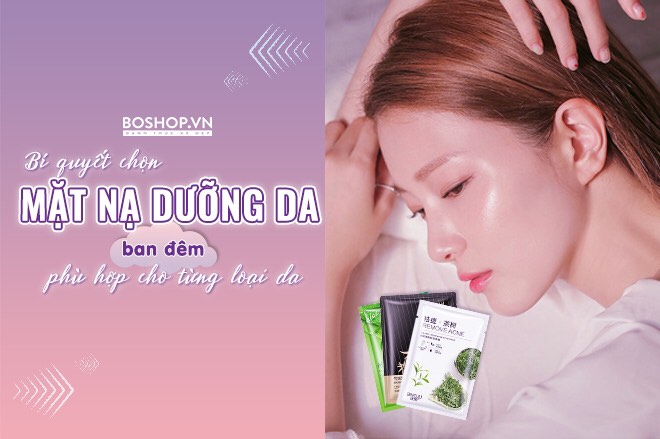 BOSHOP.VN
Bí quyết chọn
MẶT NẠ DƯỠNG DA
ban đêm
phù hợp cho từng loại da
REMOVE ACNE